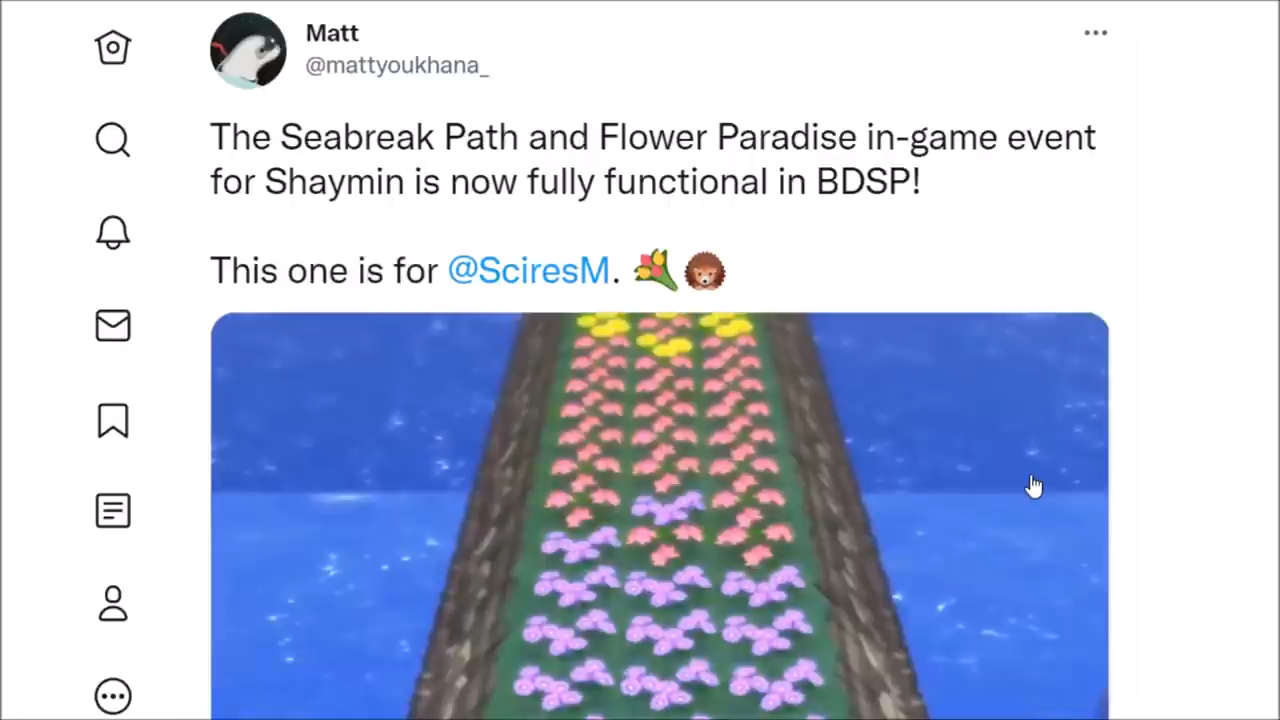 Matt
@mattyoukhana_
The Seabreak Path and Flower Paradise in-game event
for Shaymin is now fully functional in BDSP!
This one is for @SciresM. 💐🦔